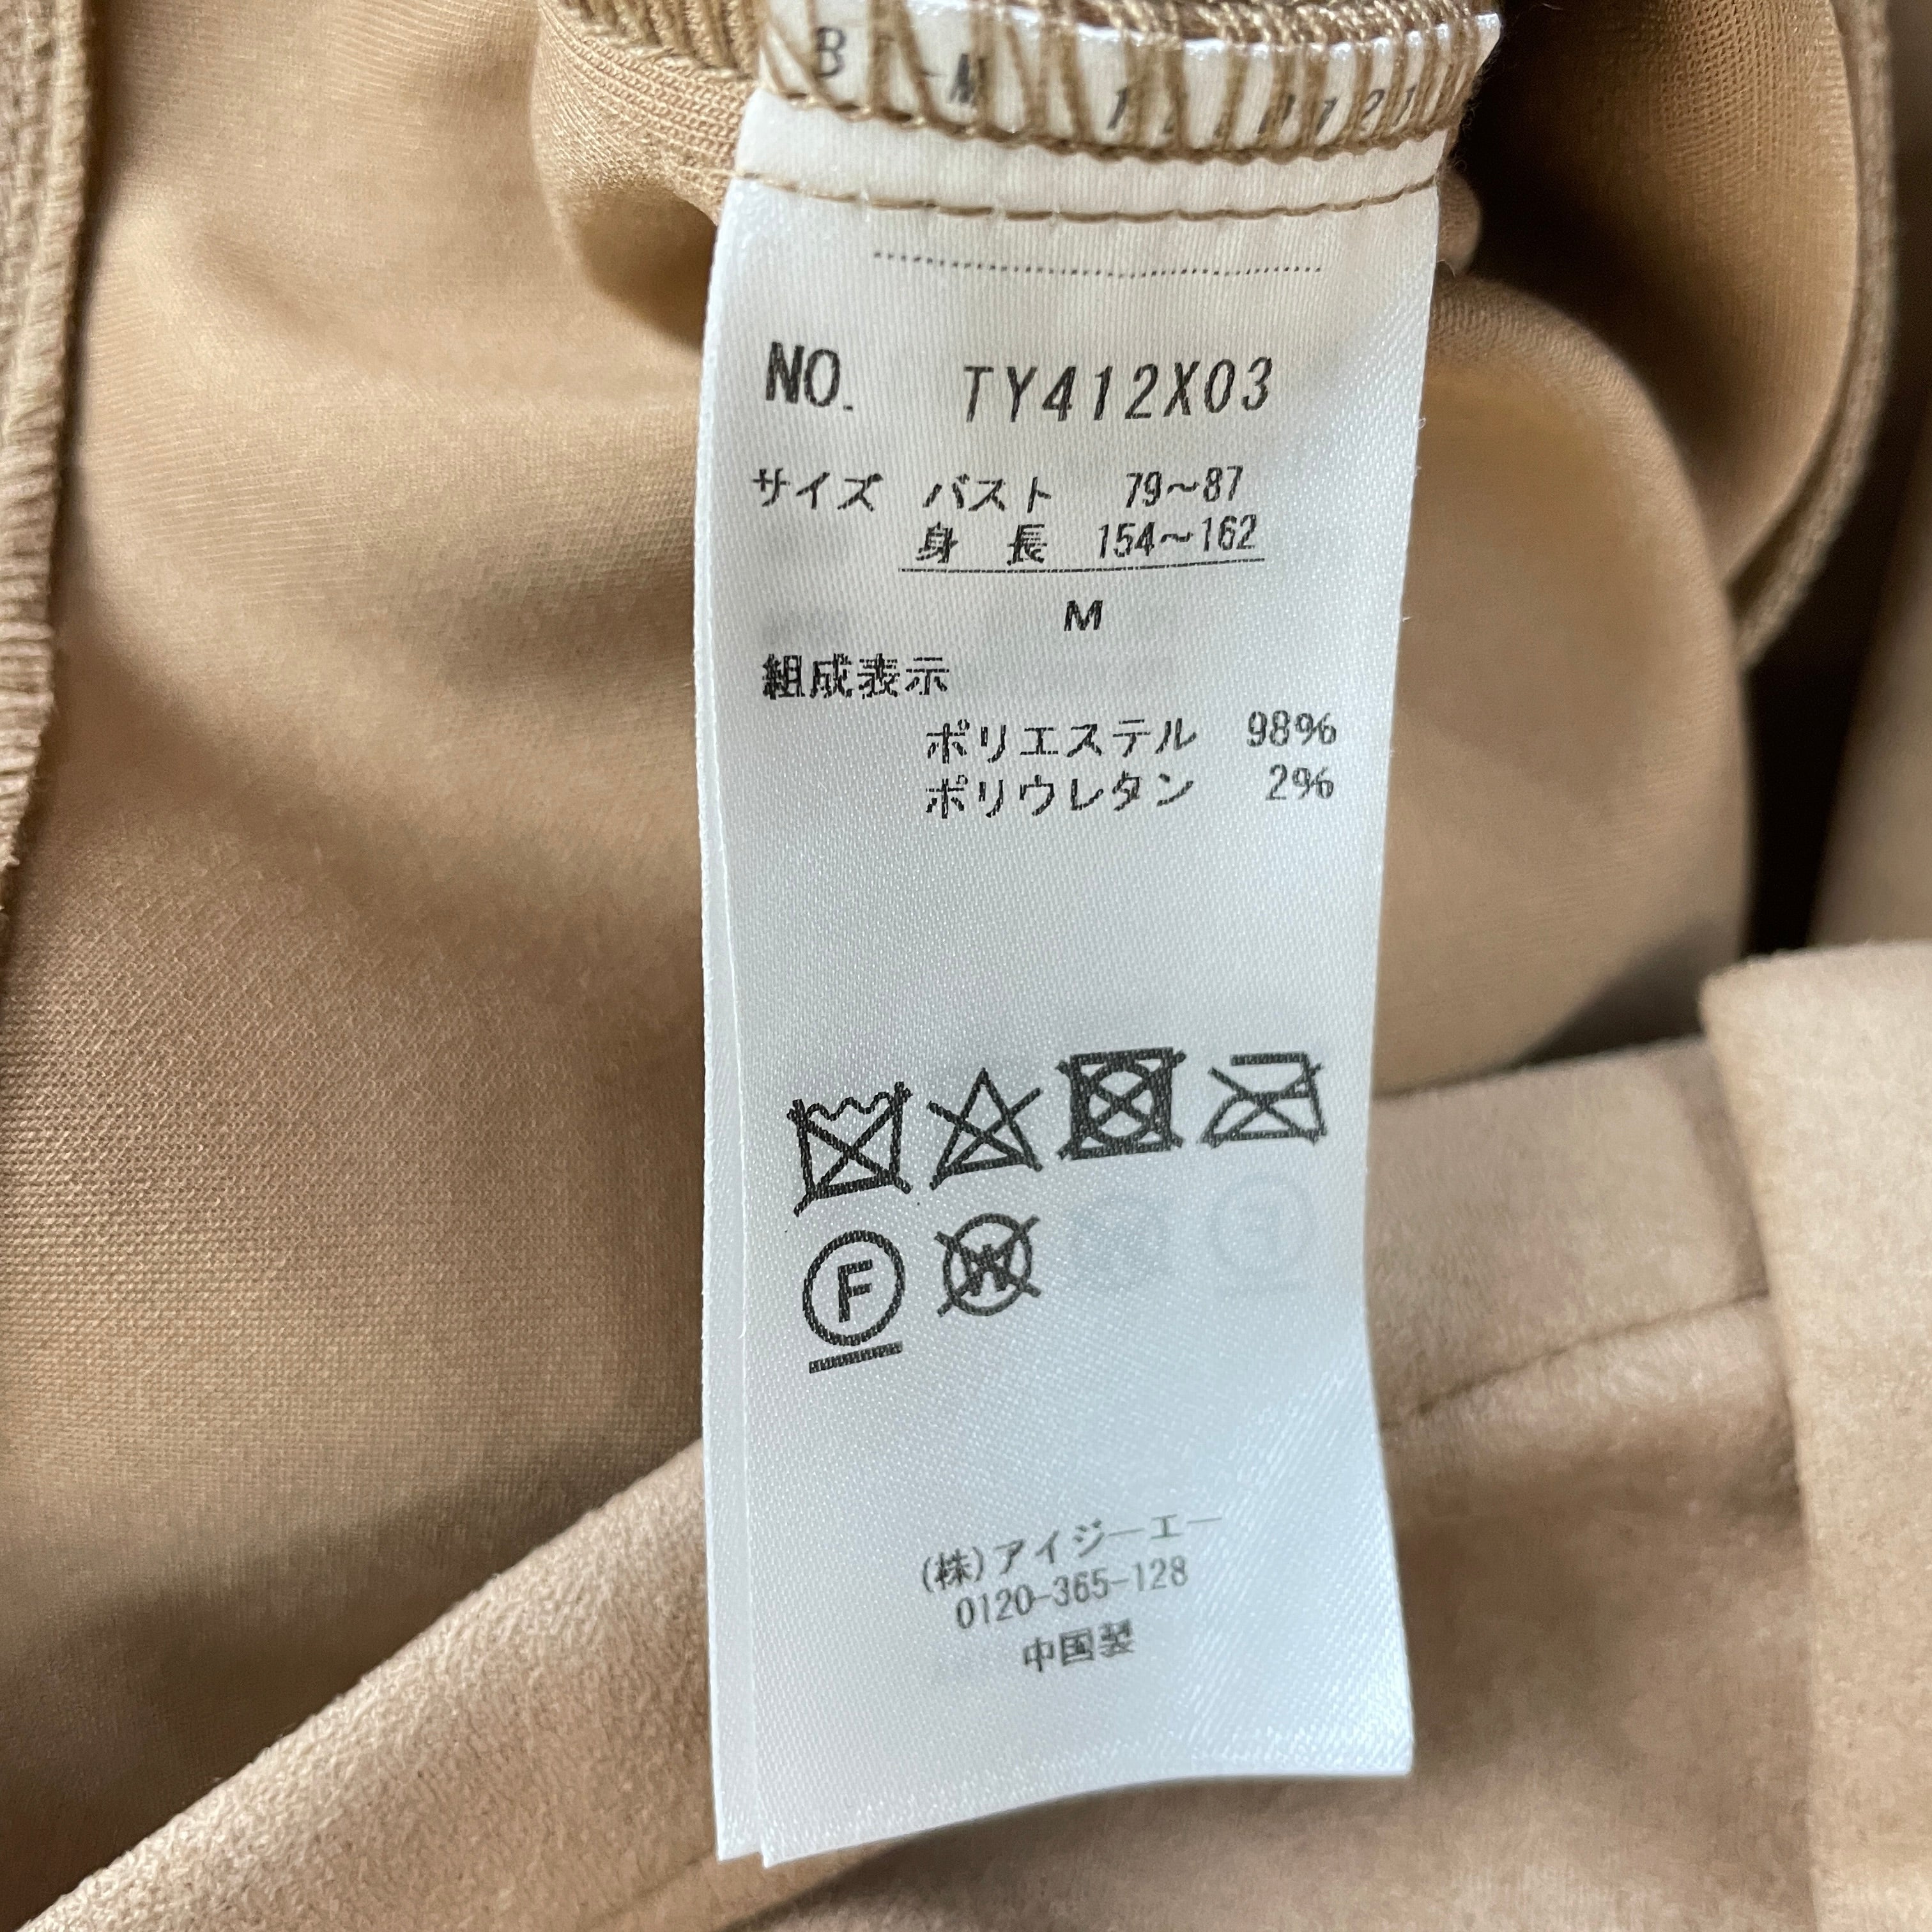 NO. TY412X03
サイズ バスト 79～87
身 長 154～162
M
組成表示
ポリエステル 98%
ポリウレタン 2%
F
W
(株)アイジーエー
0120-365-128
中国製